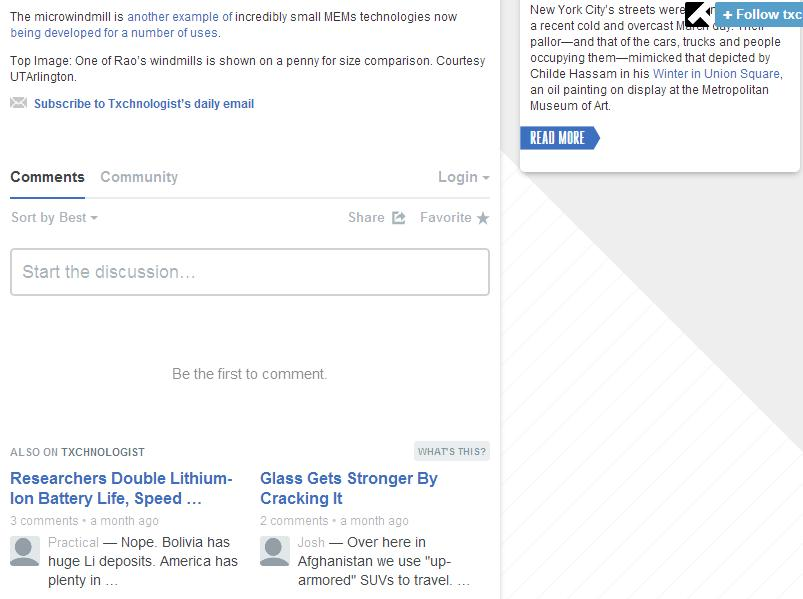 The microwindmill is another example of incredibly small MEMs technologies now
being developed for a number of uses.
Top Image: One of Rao's windmills is shown on a penny for size comparison. Courtesy
UTArlington.
Subscribe to Txchnologist's daily email
Comments Community Login
Sort by Best Share Favorite
Start the discussion…
Be the first to comment.
ALSO ON TXCHNOLOGIST WHAT'S THIS?
Researchers Double Lithium-
Ion Battery Life, Speed …
3 comments • a month ago
Practical — Nope. Bolivia has
huge Li deposits. America has
plenty in …
Glass Gets Stronger By
Cracking It
2 comments • a month ago
Josh — Over here in
Afghanistan we use "up-
armored" SUVs to travel. …
+ Follow txc
New York City's streets were
a recent cold and overcast March day. Their
pallor—and that of the cars, trucks and people
occupying them—mimicked that depicted by
Childe Hassam in his Winter in Union Square,
an oil painting on display at the Metropolitan
Museum of Art.
READ MORE